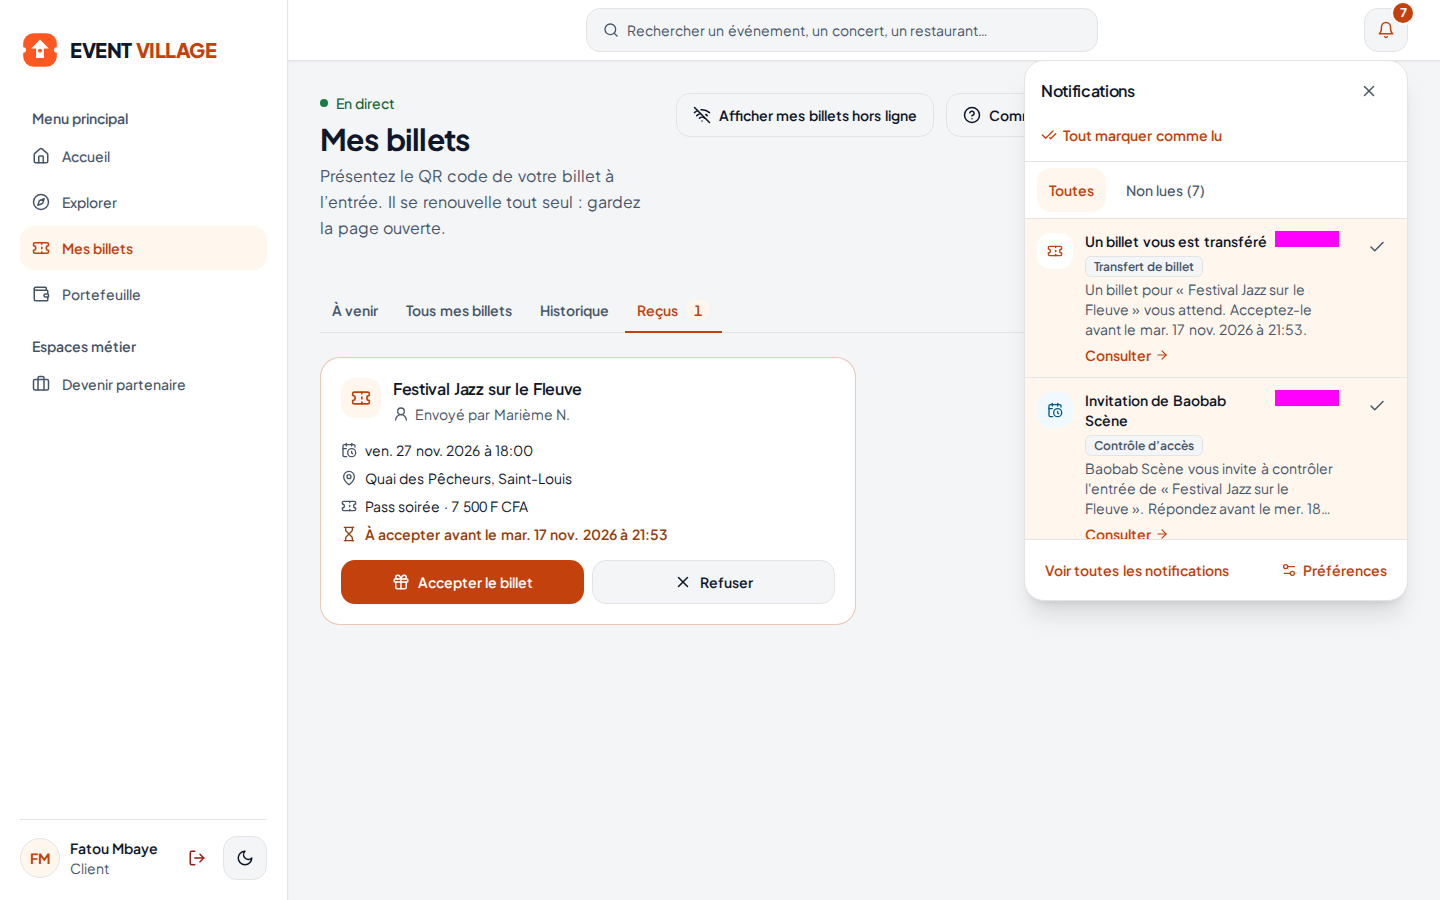 EVENT VILLAGE
Menu principal
Accueil
Explorer
Mes billets
Portefeuille
Espaces métier
Devenir partenaire
FM
Fatou Mbaye
Client
Rechercher un événement, un concert, un restaurant…
7
En direct
Mes billets
Présentez le QR code de votre billet à
l’entrée. Il se renouvelle tout seul : gardez
la page ouverte.
Afficher mes billets hors ligne
À venir
Tous mes billets
Historique
Reçus 1
Festival Jazz sur le Fleuve
Envoyé par Marième N.
ven. 27 nov. 2026 à 18:00
Quai des Pêcheurs, Saint-Louis
Pass soirée · 7 500 F CFA
À accepter avant le mar. 17 nov. 2026 à 21:53
Accepter le billet
Refuser
Notifications
Tout marquer comme lu
Toutes
Non lues (7)
Un billet vous est transféré
Transfert de billet
Un billet pour « Festival Jazz sur le
Fleuve » vous attend. Acceptez-le
avant le mar. 17 nov. 2026 à 21:53.
Consulter
Invitation de Baobab
Scène
Contrôle d’accès
Baobab Scène vous invite à contrôler
l'entrée de « Festival Jazz sur le
Fleuve ». Répondez avant le mer. 18…
Consulter
Voir toutes les notifications
Préférences